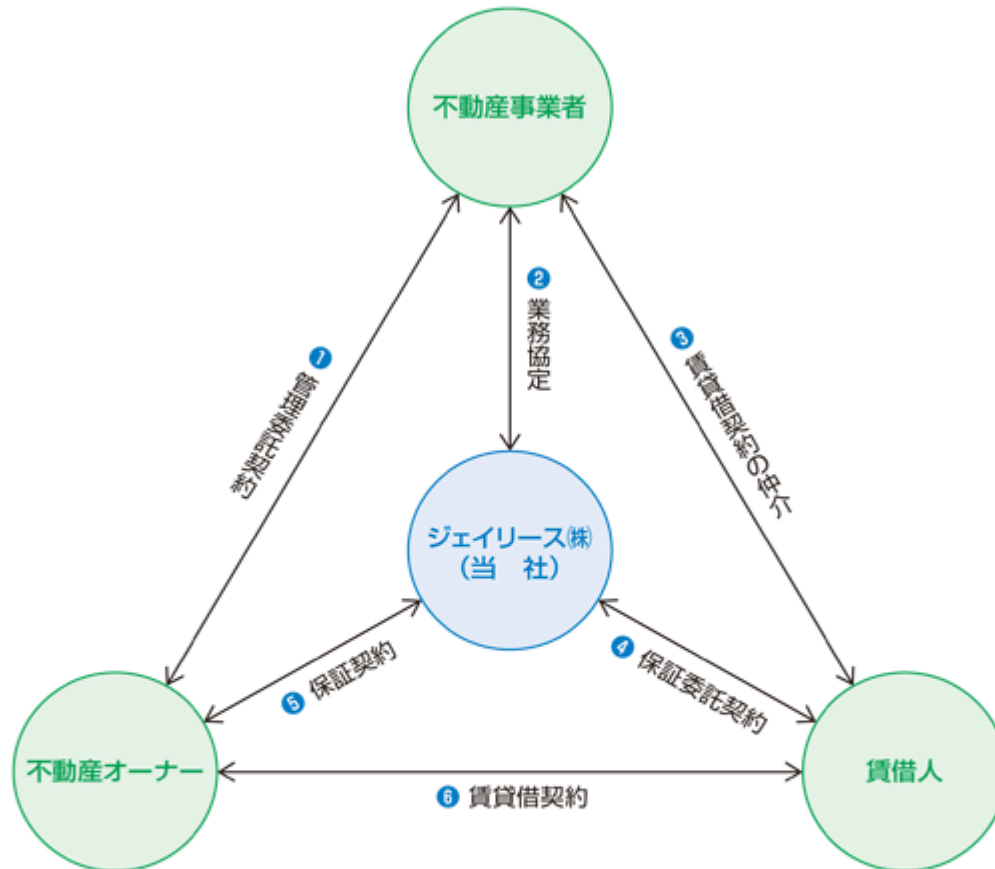 不動産事業者
❷ 業務協定
❶ 管理委託契約
❸ 賃貸借契約の仲介
ジェイリース㈱
(当 社)
❺ 保証契約
❹ 保証委託契約
不動産オーナー
賃借人
❻ 賃貸借契約